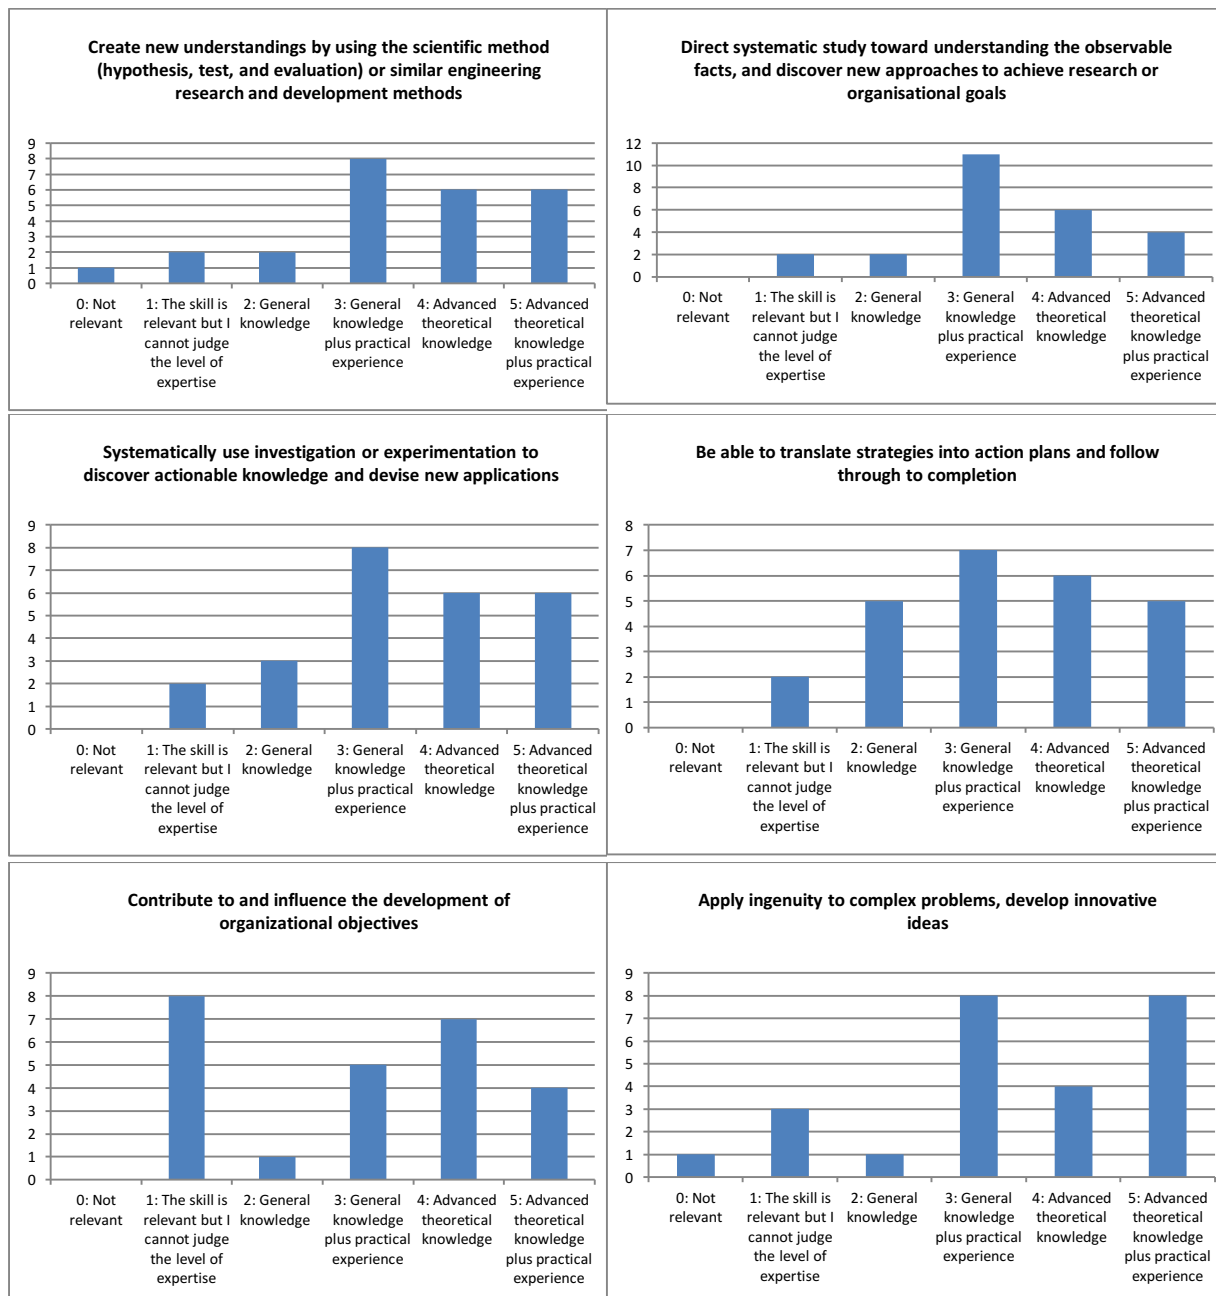 Create new understandings by using the scientific method
(hypothesis, test, and evaluation) or similar engineering
research and development methods
9
8
7
6
5
4
3
2
1
0
0: Not
relevant
1: The skill is
relevant but I
cannot judge
the level of
expertise
2: General
knowledge
3: General
knowledge
plus practical
experience
4: Advanced
theoretical
knowledge
5: Advanced
theoretical
knowledge
plus practical
experience
Direct systematic study toward understanding the observable
facts, and discover new approaches to achieve research or
organisational goals
12
10
8
6
4
2
0
0: Not
relevant
1: The skill is
relevant but I
cannot judge
the level of
expertise
2: General
knowledge
3: General
knowledge
plus practical
experience
4: Advanced
theoretical
knowledge
5: Advanced
theoretical
knowledge
plus practical
experience
Systematically use investigation or experimentation to
discover actionable knowledge and devise new applications
9
8
7
6
5
4
3
2
1
0
0: Not
relevant
1: The skill is
relevant but I
cannot judge
the level of
expertise
2: General
knowledge
3: General
knowledge
plus practical
experience
4: Advanced
theoretical
knowledge
5: Advanced
theoretical
knowledge
plus practical
experience
Be able to translate strategies into action plans and follow
through to completion
8
7
6
5
4
3
2
1
0
0: Not
relevant
1: The skill is
relevant but I
cannot judge
the level of
expertise
2: General
knowledge
3: General
knowledge
plus practical
experience
4: Advanced
theoretical
knowledge
5: Advanced
theoretical
knowledge
plus practical
experience
Contribute to and influence the development of
organizational objectives
9
8
7
6
5
4
3
2
1
0
0: Not
relevant
1: The skill is
relevant but I
cannot judge
the level of
expertise
2: General
knowledge
3: General
knowledge
plus practical
experience
4: Advanced
theoretical
knowledge
5: Advanced
theoretical
knowledge
plus practical
experience
Apply ingenuity to complex problems, develop innovative
ideas
9
8
7
6
5
4
3
2
1
0
0: Not
relevant
1: The skill is
relevant but I
cannot judge
the level of
expertise
2: General
knowledge
3: General
knowledge
plus practical
experience
4: Advanced
theoretical
knowledge
5: Advanced
theoretical
knowledge
plus practical
experience